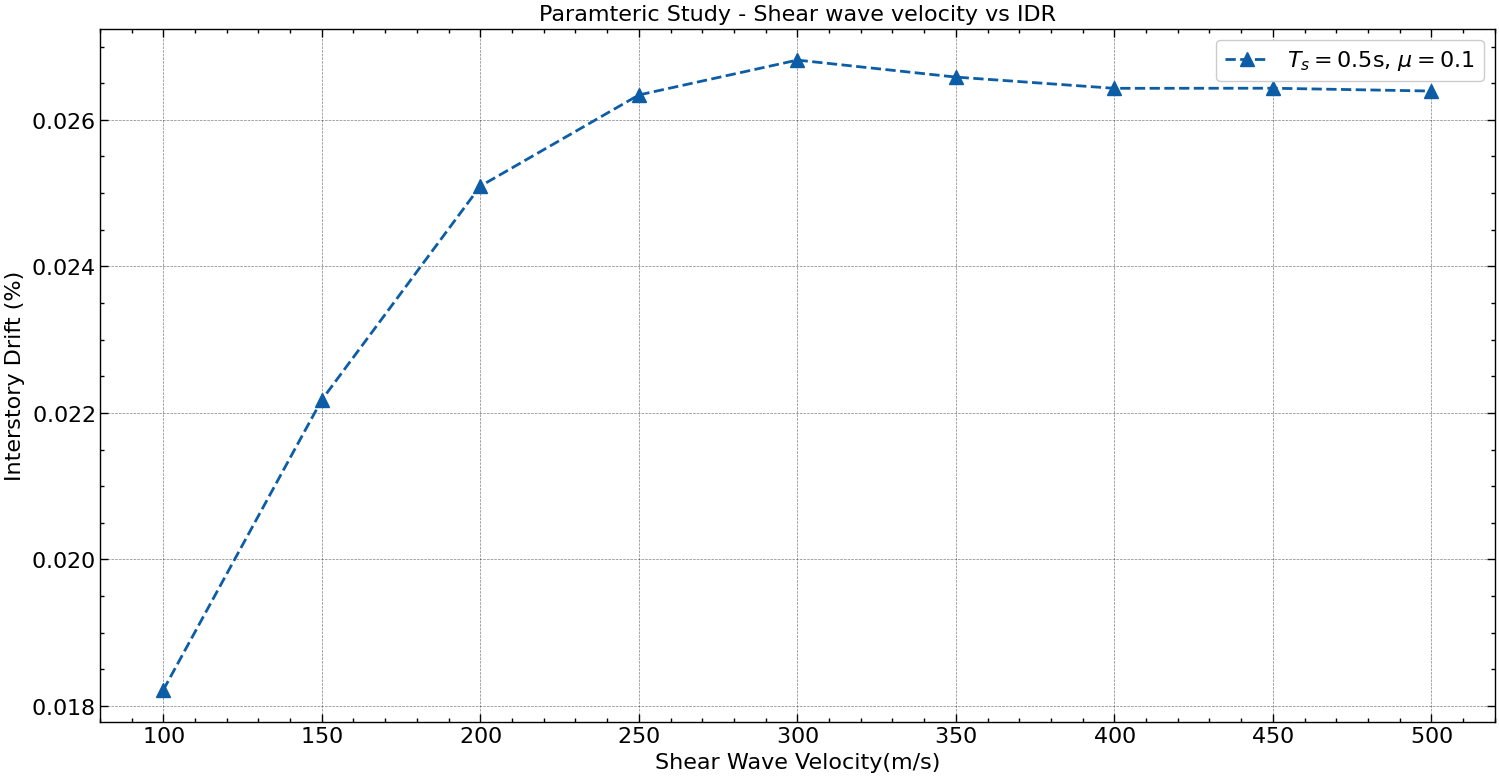 Paramteric Study - Shear wave velocity vs IDR
T_s = 0.5s, μ = 0.1
Interstory Drift (%)
0.026
0.024
0.022
0.020
0.018
100 150 200 250 300 350 400 450 500
Shear Wave Velocity(m/s)